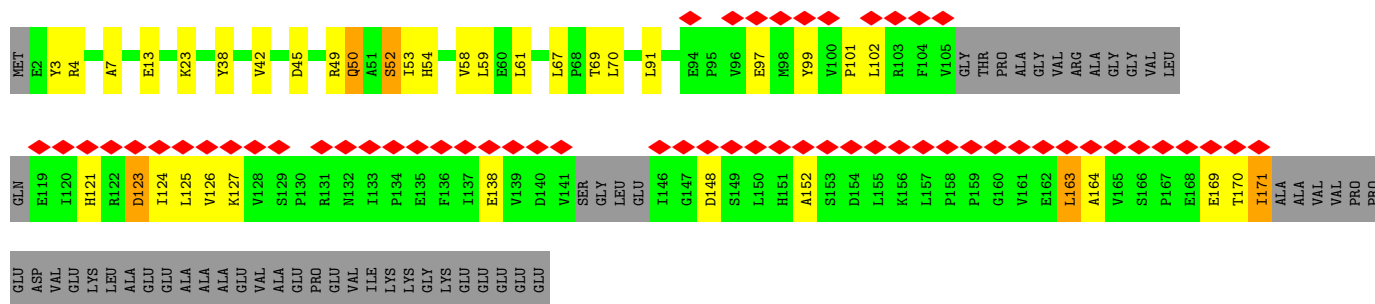 MET E2 Y3 R4 A7 E13 K23 Y38 V42 D45 R49 Q50 A51 S52 I53 H54 V58 L59 E60 L61 L67 P68 T69 L70 L91 E94 P95 V96 E97 M98 Y99 V100 P101 L102 R103 F104 V105 GLY THR PRO ALA GLY VAL ARG ALA GLY GLY VAL LEU
GLN E119 I120 H121 R122 D123 I124 L125 V126 K127 V128 S129 P130 R131 N132 I133 P134 E135 F136 I137 E138 V139 D140 V141 SER GLY LEU GLU I146 G147 D148 S149 L150 H151 A152 S153 D154 L155 K156 L157 P158 P159 G160 V161 E162 L163 A164 V165 S166 P167 E168 E169 T170 I171 ALA ALA VAL VAL PRO PRO
GLU ASP VAL GLU LYS LEU ALA GLU GLU ALA ALA ALA GLU VAL ALA GLU PRO GLU VAL ILE LYS LYS GLY LYS GLU GLU GLU GLU GLU